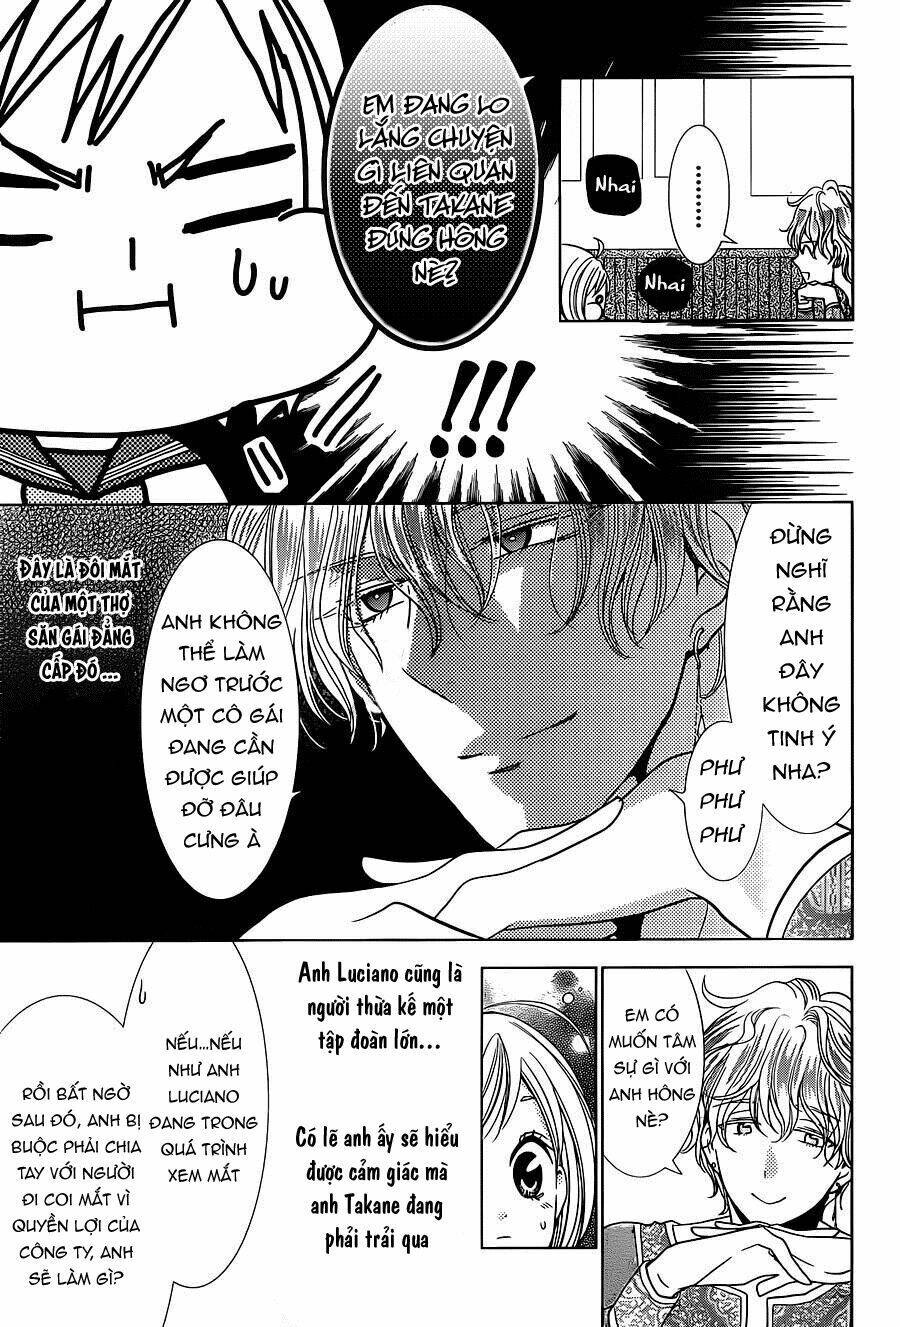 .........
Nhai
Nhai
EM ĐANG LO
LẮNG CHUYỆN
GÌ LIÊN QUAN
ĐẾN TAKANE
ĐÚNG HÔNG
NÈ?
!!!
ĐỪNG
NGHĨ
RẰNG
ANH
ĐÂY
KHÔNG
TINH Ý
NHA?
PHƯ
PHƯ
PHƯ
ANH KHÔNG
THỂ LÀM
NGƠ TRƯỚC
MỘT CÔ GÁI
ĐANG CẦN
ĐƯỢC GIÚP
ĐỠ ĐÂU
CƯNG À
ĐÂY LÀ ĐÔI MẮT
CỦA MỘT THỢ
SĂN GÁI ĐẲNG
CẤP ĐÓ ...
EM CÓ
MUỐN TÂM
SỰ GÌ VỚI
ANH HÔNG
NÈ?
Anh Luciano cũng là
người thừa kế một
tập đoàn lớn...
Có lẽ anh ấy sẽ hiểu
được cảm giác mà
anh Takane đang
phải trải qua
NẾU...NẾU
NHƯ ANH
LUCIANO
ĐANG TRONG
QUÁ TRÌNH
XEM MẮT
RỒI BẤT NGỜ
SAU ĐÓ, ANH BỊ
BUỘC PHẢI CHIA
TAY VỚI NGƯỜI
ĐI COI MẮT VÌ
QUYỀN LỢI CỦA
CÔNG TY, ANH
SẼ LÀM GÌ?